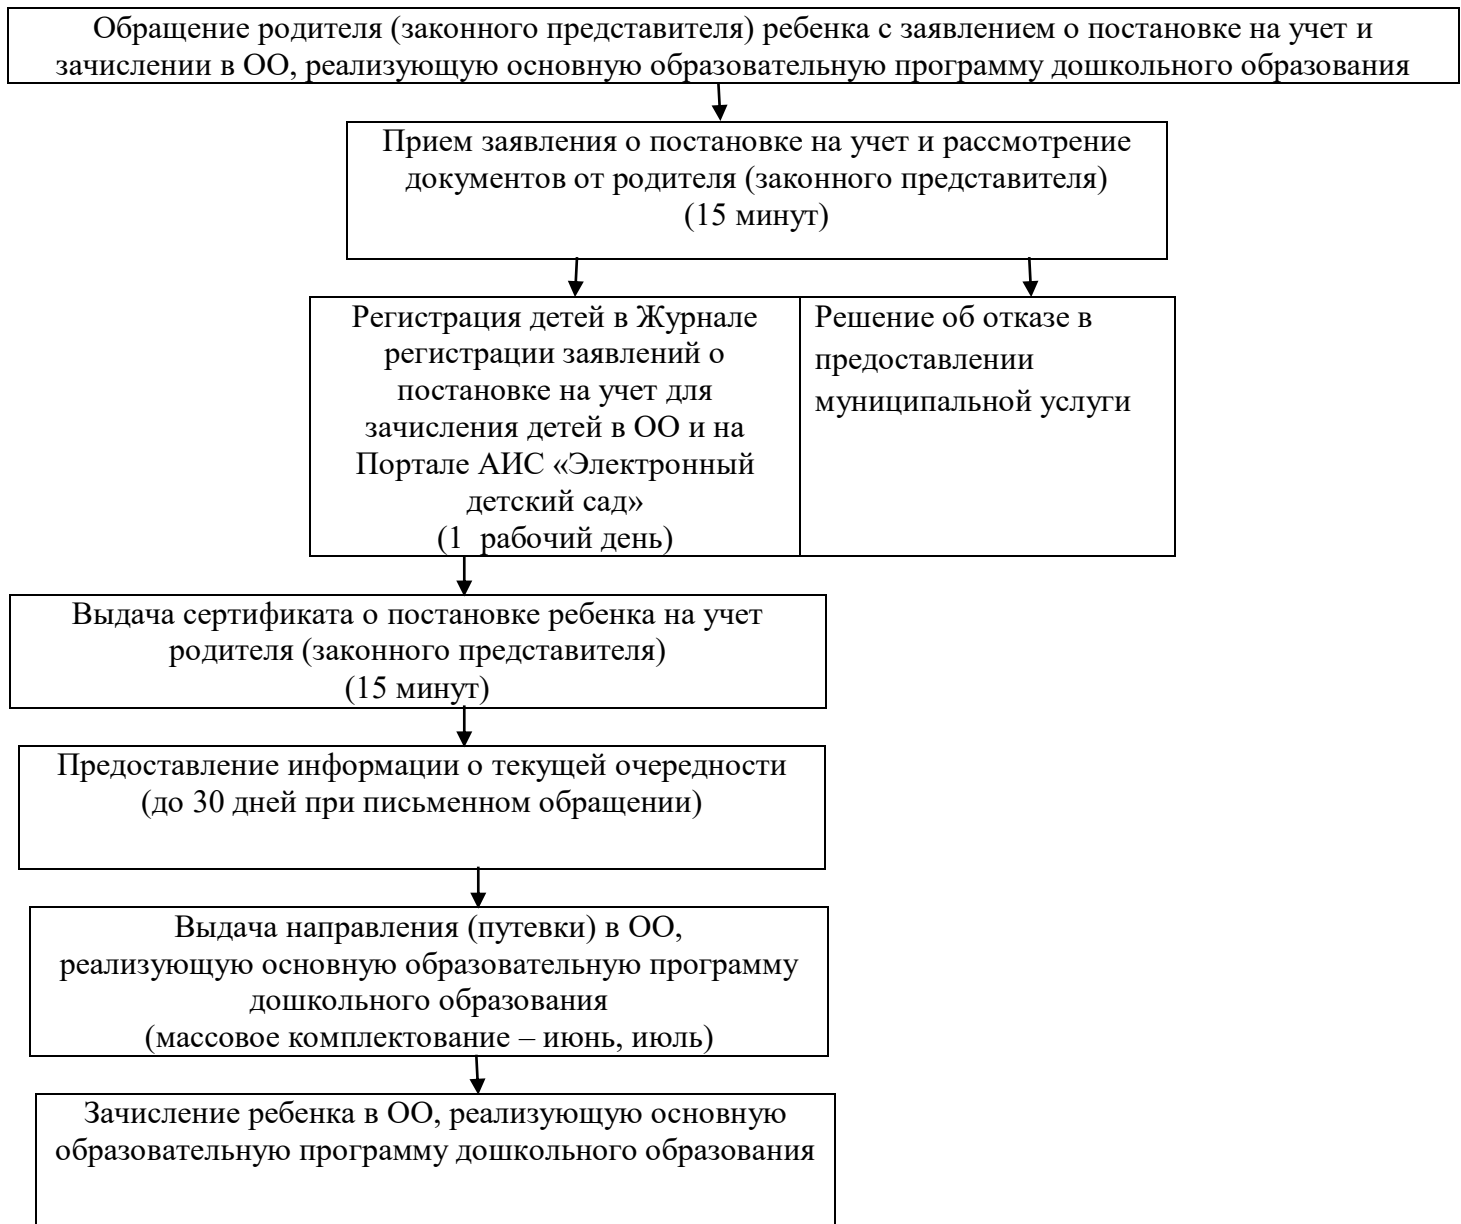 Обращение родителя (законного представителя) ребенка с заявлением о постановке на учет и
зачислении в ОО, реализующую основную образовательную программу дошкольного образования
Прием заявления о постановке на учет и рассмотрение
документов от родителя (законного представителя)
(15 минут)
Регистрация детей в Журнале
регистрации заявлений о
постановке на учет для
зачисления детей в ОО и на
Портале АИС «Электронный
детский сад»
(1  рабочий день)
Решение об отказе в
предоставлении
муниципальной услуги
Выдача сертификата о постановке ребенка на учет
родителя (законного представителя)
(15 минут)
Предоставление информации о текущей очередности
(до 30 дней при письменном обращении)
Выдача направления (путевки) в ОО,
реализующую основную образовательную программу
дошкольного образования
(массовое комплектование – июнь, июль)
Зачисление ребенка в ОО, реализующую основную
образовательную программу дошкольного образования